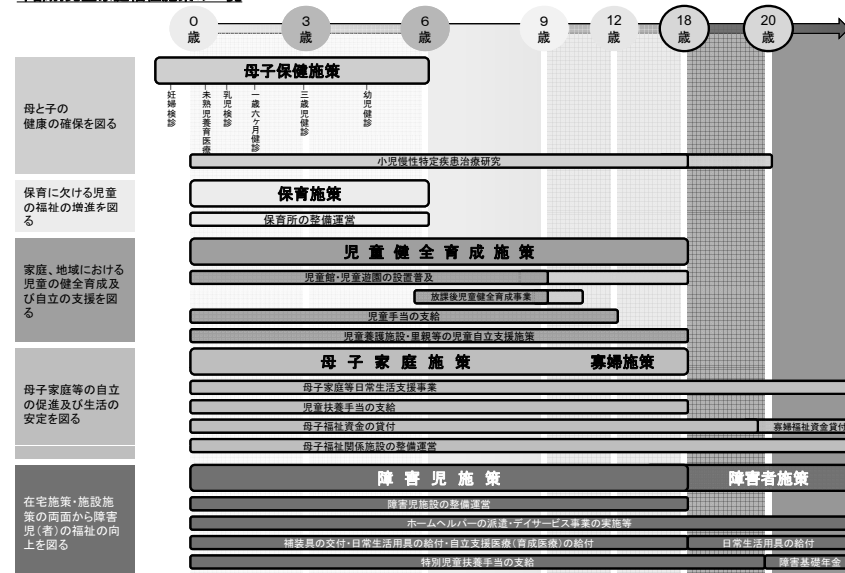 0
歳
3
歳
6
歳
9
歳
12
歳
18
歳
20
歳
母と子の
健康の確保を図る
母子保健施策
妊婦検診
未熟児養育医療
乳児検診
一歳六ヶ月健診
三歳児健診
幼児健診
小児慢性特定疾患治療研究
保育に欠ける児童
の福祉の増進を図
る
保育施策
保育所の整備運営
家庭、地域における
児童の健全育成及
び自立の支援を図
る
児童健全育成施策
児童館・児童遊園の設置普及
放課後児童健全育成事業
児童手当の支給
児童養護施設・里親等の児童自立支援施策
母子家庭等の自立
の促進及び生活の
安定を図る
母子家庭施策
寡婦施策
母子家庭等日常生活支援事業
児童扶養手当の支給
母子福祉資金の貸付
寡婦福祉資金貸付
母子福祉関係施設の整備運営
在宅施策・施設施
策の両面から障害
児（者）の福祉の向
上を図る
障害児施策
障害者施策
障害児施設の整備運営
ホームヘルパーの派遣・デイサービス事業の実施等
補装具の交付・日常生活用具の給付・自立支援医療（育成医療）の給付
日常生活用具の給付
特別児童扶養手当の支給
障害基礎年金